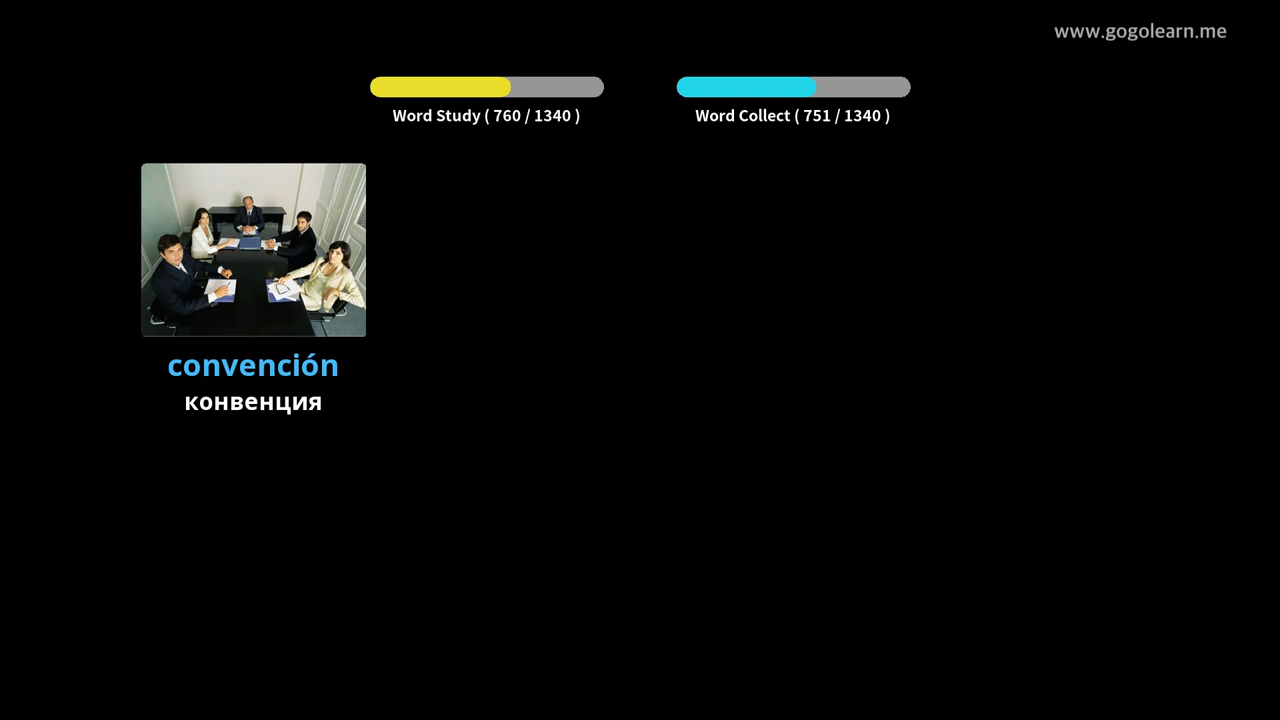 www.gogolearn.me
Word Study ( 760 / 1340 )
Word Collect ( 751 / 1340 )
convención
конвенция